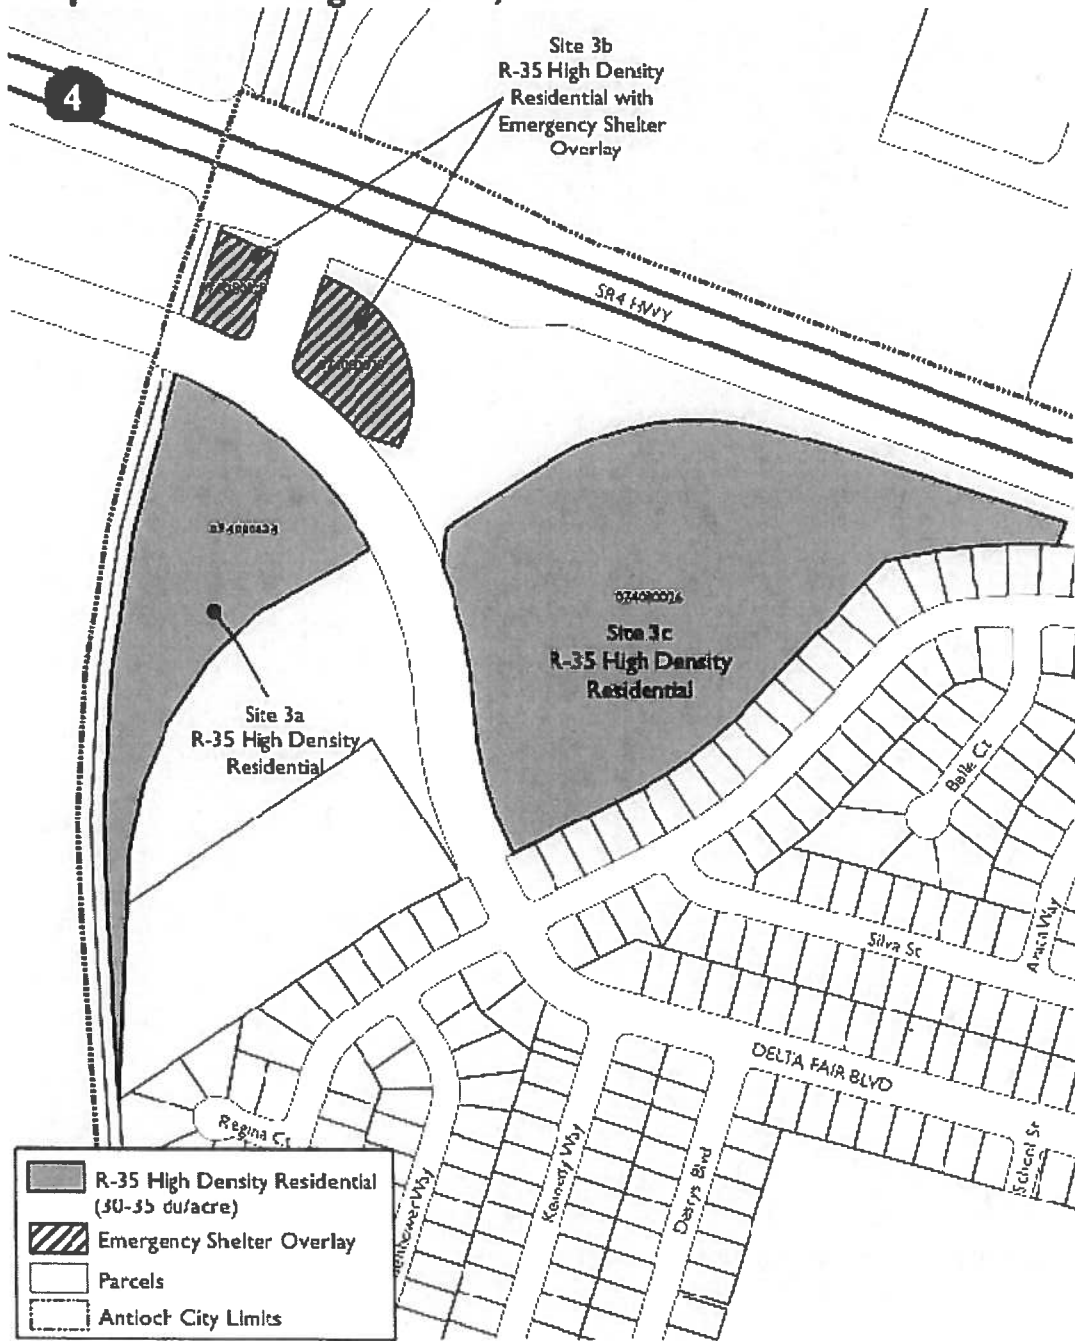 4
Site 3b
R-35 High Density
Residential with
Emergency Shelter
Overlay
SR4 HWY
074080026
Site 3c
R-35 High Density
Residential
Site 3a
R-35 High Density
Residential
Belle Ct
Silva St
Arata Way
DELTA FAIR BLVD
Regina Ct
Kennedy Way
R-35 High Density Residential
(30-35 du/acre)
Emergency Shelter Overlay
Parcels
Antioch City Limits